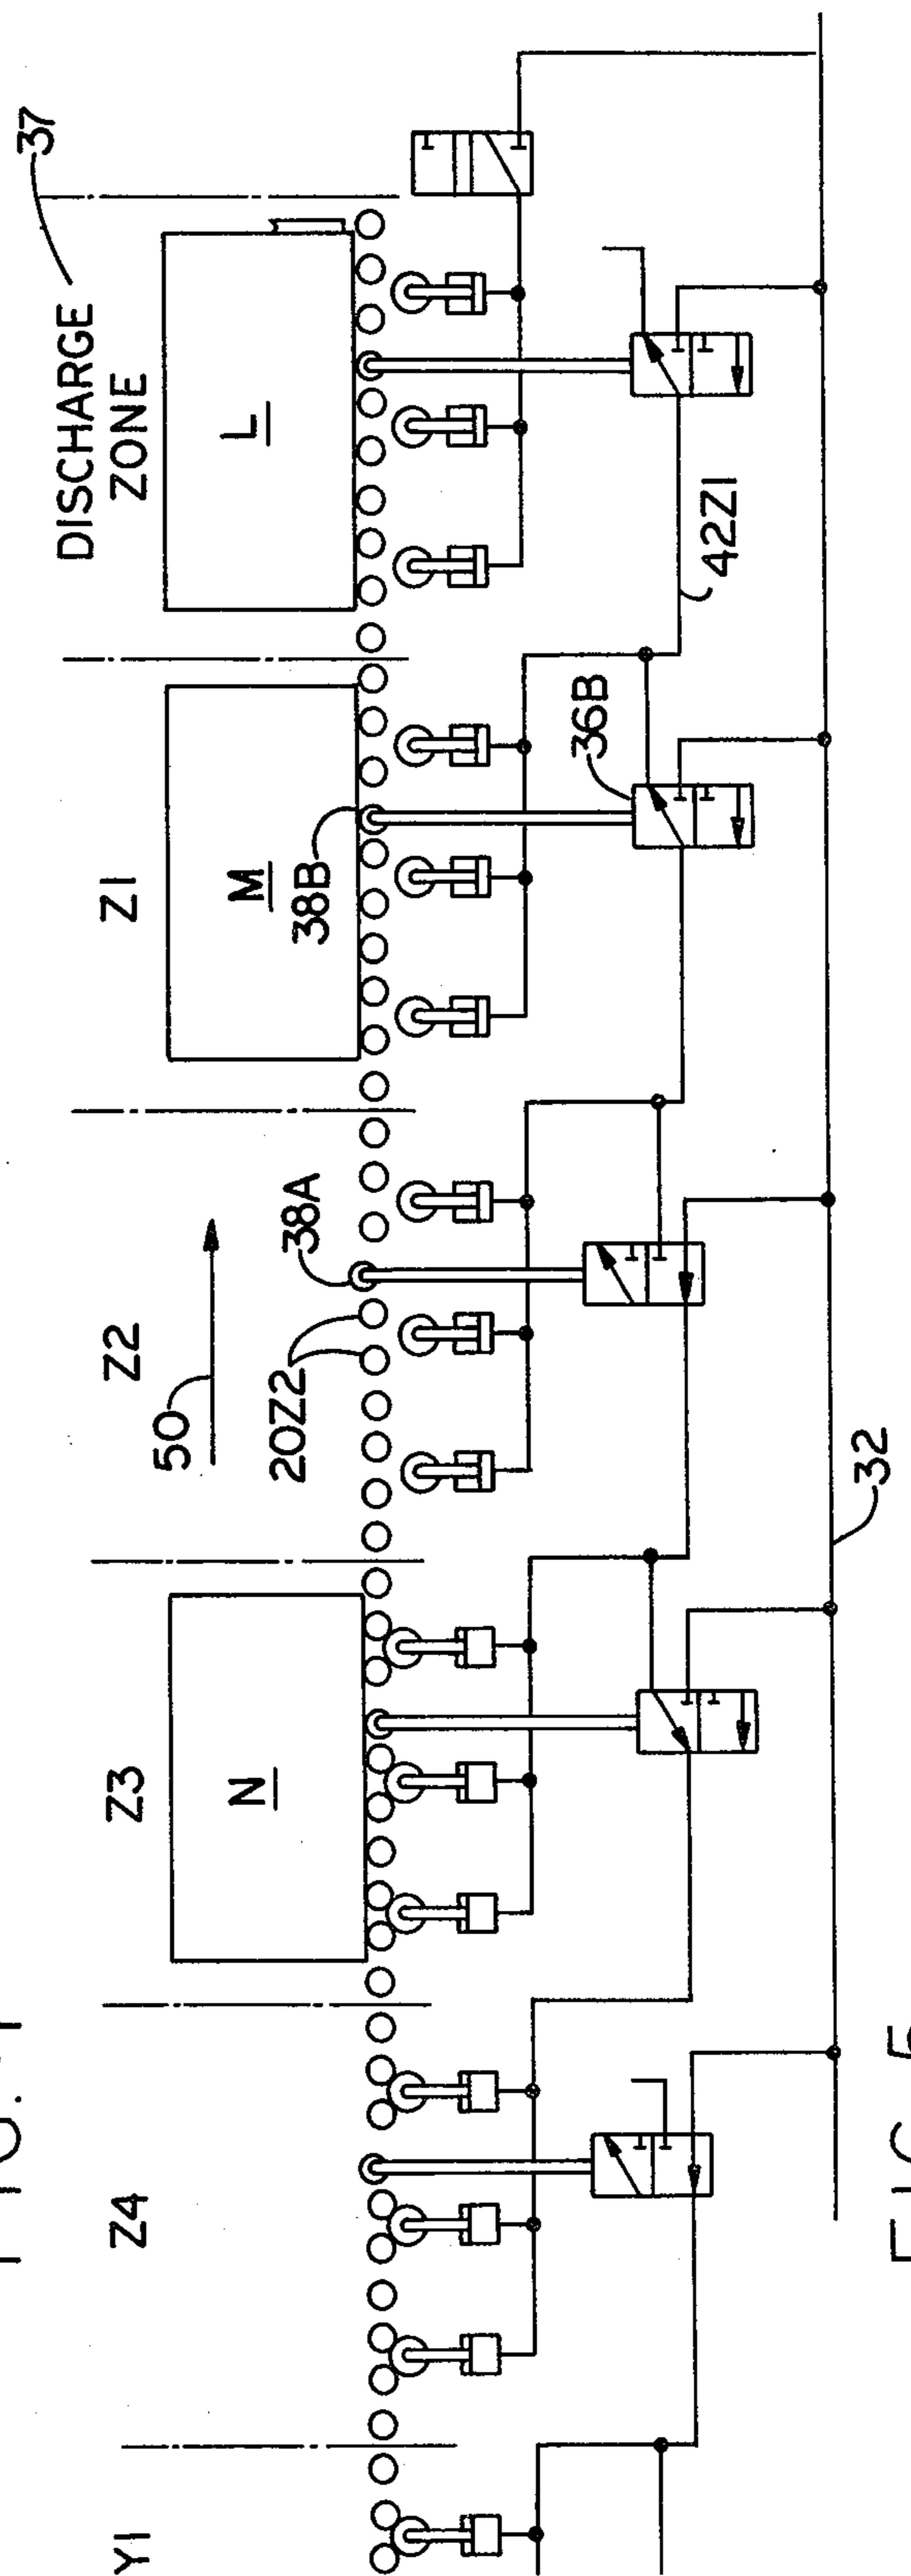 DISCHARGE
ZONE
37
L
Z1
M
38B
36B
42Z1
Z2
50
38A
20Z2
Z3
N
32
Z4
Y1